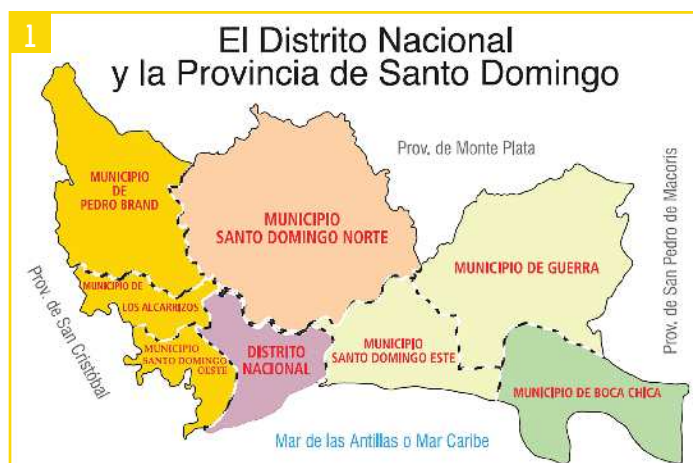 1
El Distrito Nacional
y la Provincia de Santo Domingo
Prov. de Monte Plata
Prov. de San Pedro de Macoris
MUNICIPIO
DE
PEDRO BRAND
MUNICIPIO
SANTO DOMINGO NORTE
MUNICIPIO DE GUERRA
MUNICIPIO DE
LOS ALCARRIZOS
Prov. de San Cristóbal
MUNICIPIO
SANTO DOMINGO
OESTE
DISTRITO
NACIONAL
MUNICIPIO
SANTO DOMINGO ESTE
MUNICIPIO DE BOCA CHICA
Mar de las Antillas o Mar Caribe